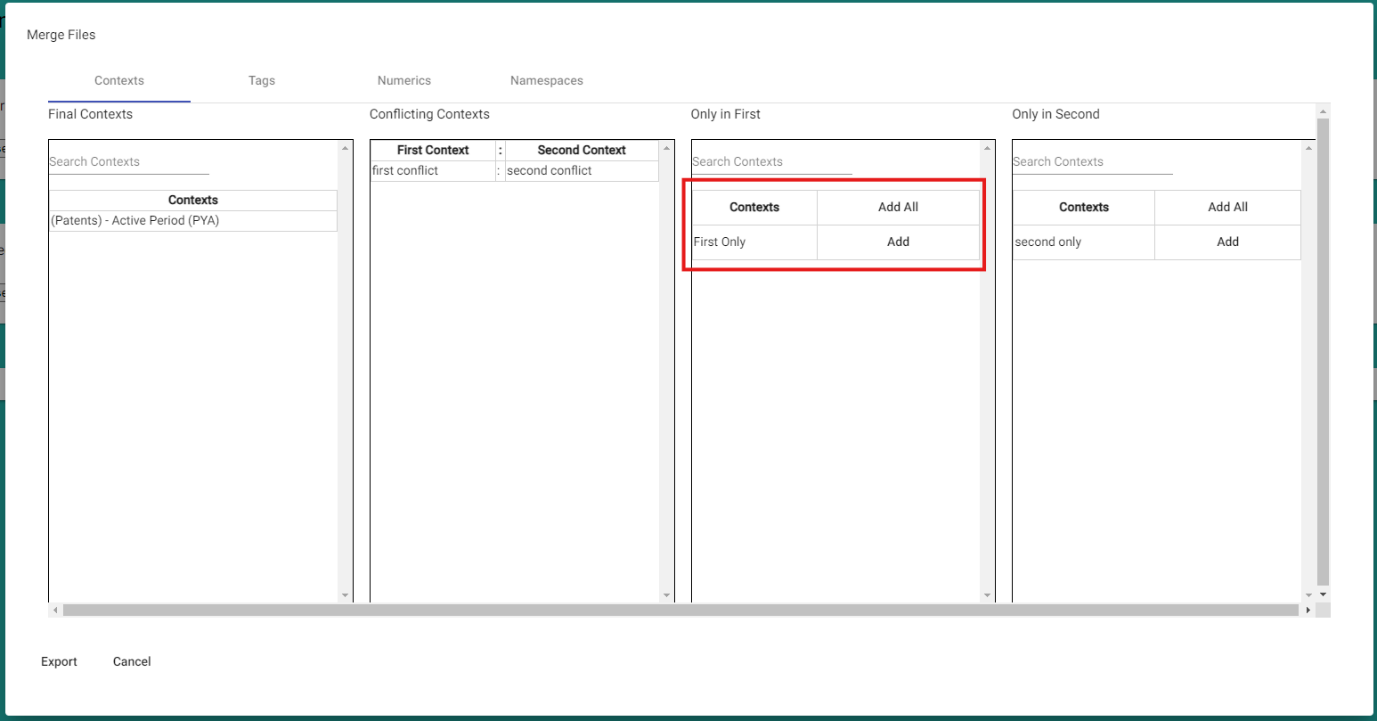 Merge Files
Contexts Tags Numerics Namespaces
Final Contexts
Search Contexts
Contexts
(Patents) - Active Period (PYA)
Conflicting Contexts
First Context : Second Context
first conflict : second conflict
Only in First
Search Contexts
Contexts Add All
First Only Add
Only in Second
Search Contexts
Contexts Add All
second only Add
Export Cancel